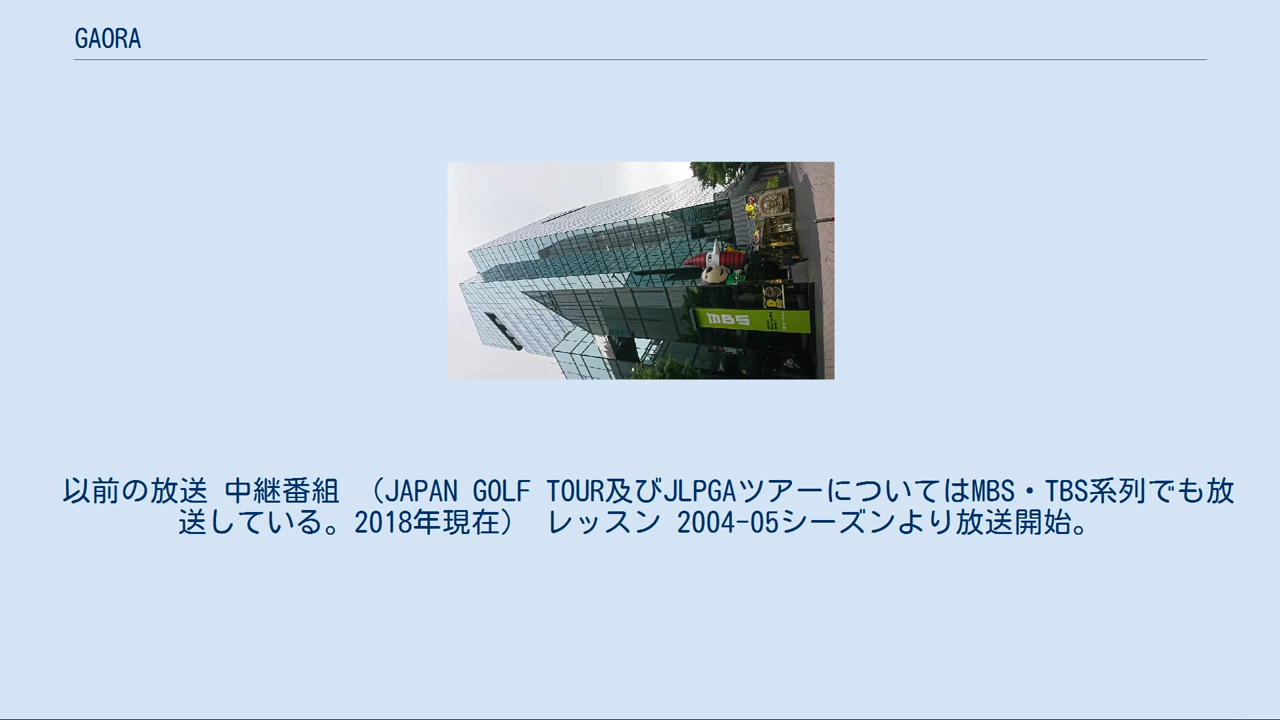 GAORA
MBS
以前の放送 中継番組 （JAPAN GOLF TOUR及びJLPGAツアーについてはMBS・TBS系列でも放
送している。2018年現在） レッスン 2004-05シーズンより放送開始。